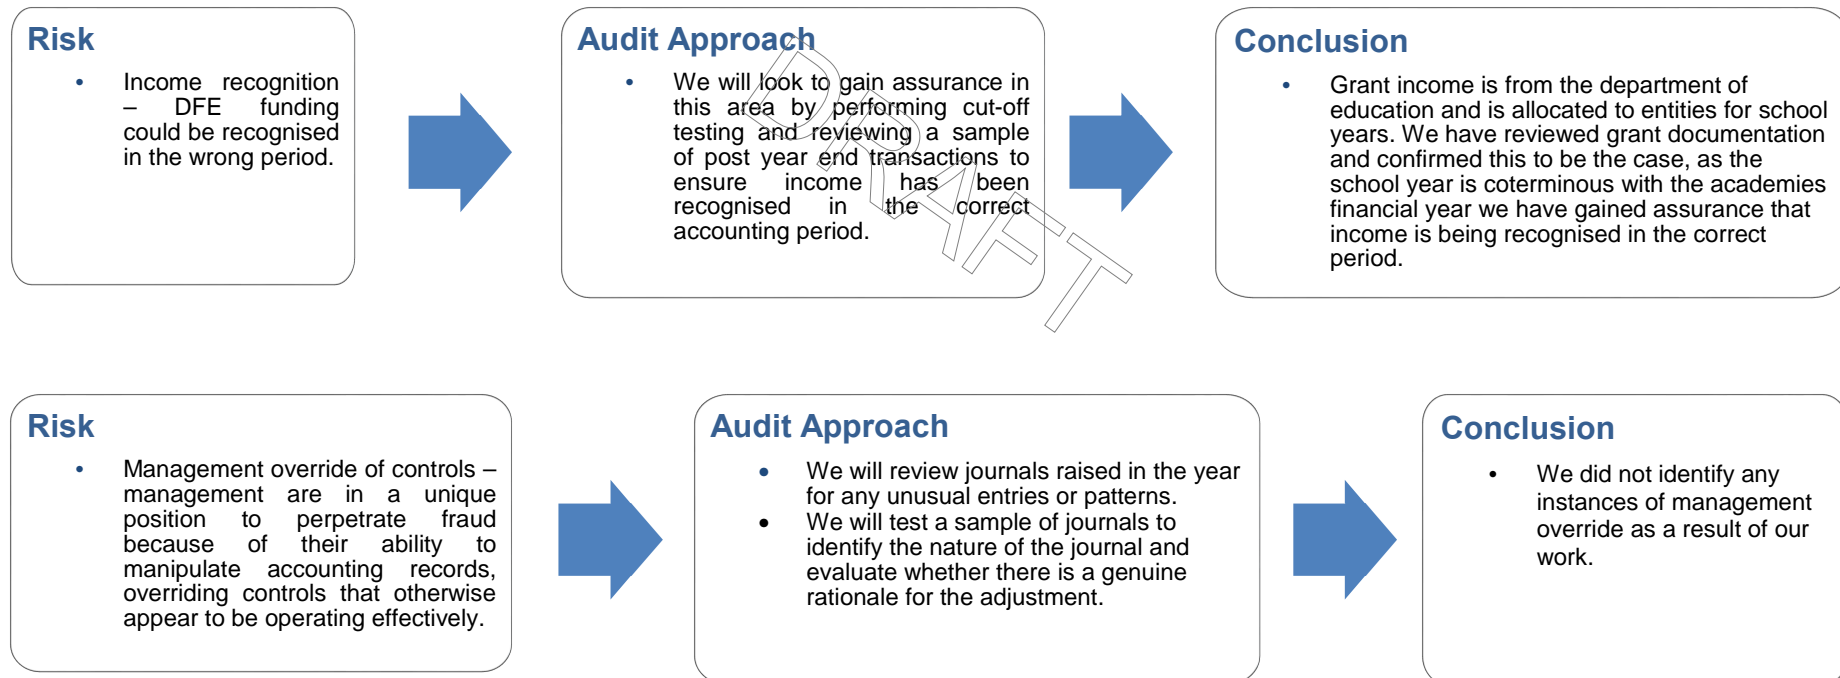 Risk
• Income recognition
– DFE funding
could be recognised
in the wrong period.
Audit Approach
• We will look to gain assurance in
this area by performing cut-off
testing and reviewing a sample
of post year end transactions to
ensure income has been
recognised in the correct
accounting period.
Conclusion
• Grant income is from the department of
education and is allocated to entities for school
years. We have reviewed grant documentation
and confirmed this to be the case, as the
school year is coterminous with the academies
financial year we have gained assurance that
income is being recognised in the correct
period.
DRAFT
Risk
• Management override of controls –
management are in a unique
position to perpetrate fraud
because of their ability to
manipulate accounting records,
overriding controls that otherwise
appear to be operating effectively.
Audit Approach
• We will review journals raised in the year
for any unusual entries or patterns.
• We will test a sample of journals to
identify the nature of the journal and
evaluate whether there is a genuine
rationale for the adjustment.
Conclusion
• We did not identify any
instances of management
override as a result of our
work.